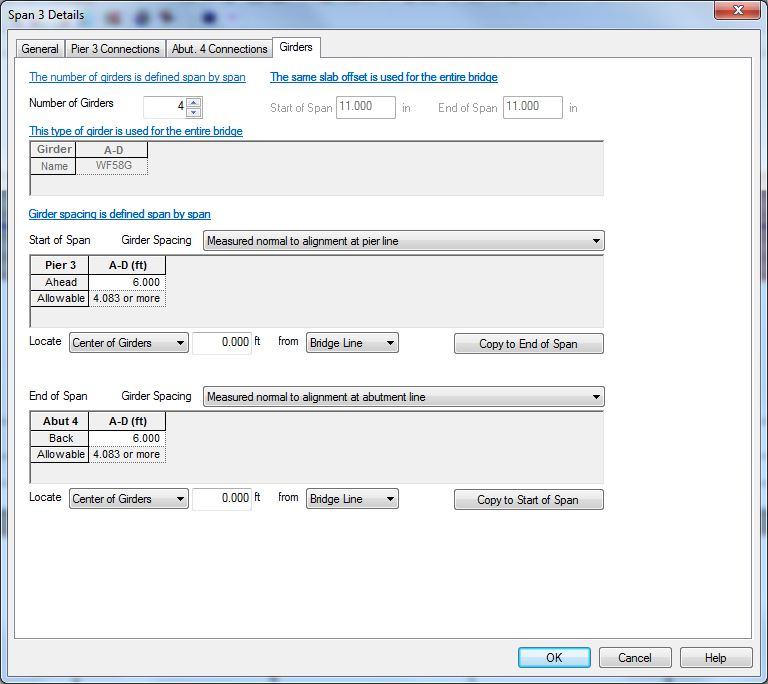 Span 3 Details
General Pier 3 Connections Abut. 4 Connections Girders
The number of girders is defined span by span The same slab offset is used for the entire bridge
Number of Girders 4 Start of Span 11.000 in End of Span 11.000 in
This type of girder is used for the entire bridge
Girder A-D
Name WF58G
Girder spacing is defined span by span
Start of Span Girder Spacing Measured normal to alignment at pier line
Pier 3 A-D (ft)
Ahead 6.000
Allowable 4.083 or more
Locate Center of Girders 0.000 ft from Bridge Line Copy to End of Span
End of Span Girder Spacing Measured normal to alignment at abutment line
Abut 4 A-D (ft)
Back 6.000
Allowable 4.083 or more
Locate Center of Girders 0.000 ft from Bridge Line Copy to Start of Span
OK Cancel Help